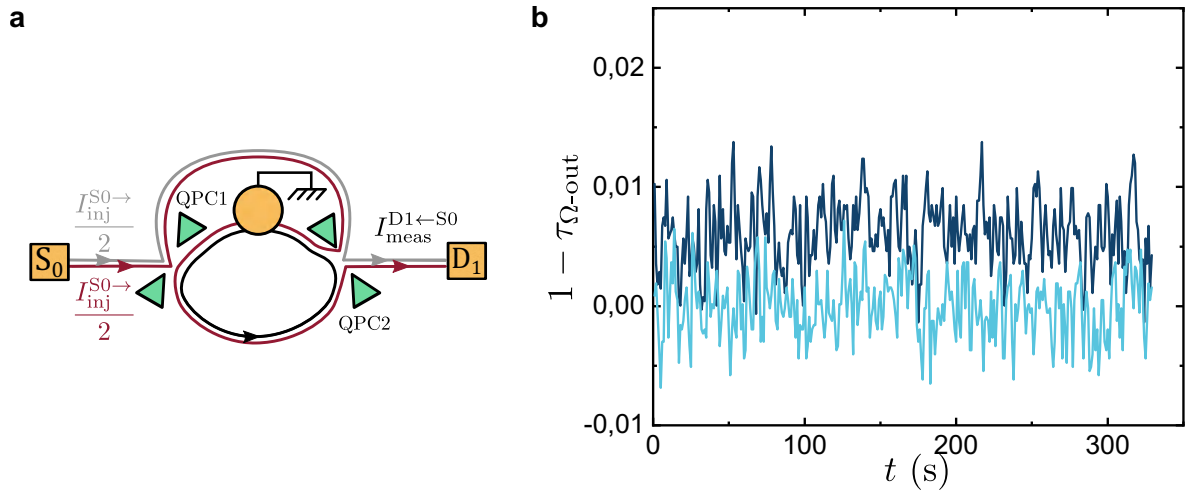 a
b
QPC1
I_inj^{S0→}
2
I_meas^{D1←S0}
S_0
D_1
I_inj^{S0→}
2
QPC2
1 − τ_{Ω-out}
0,02
0,01
0,00
-0,01
0 100 200 300
t (s)